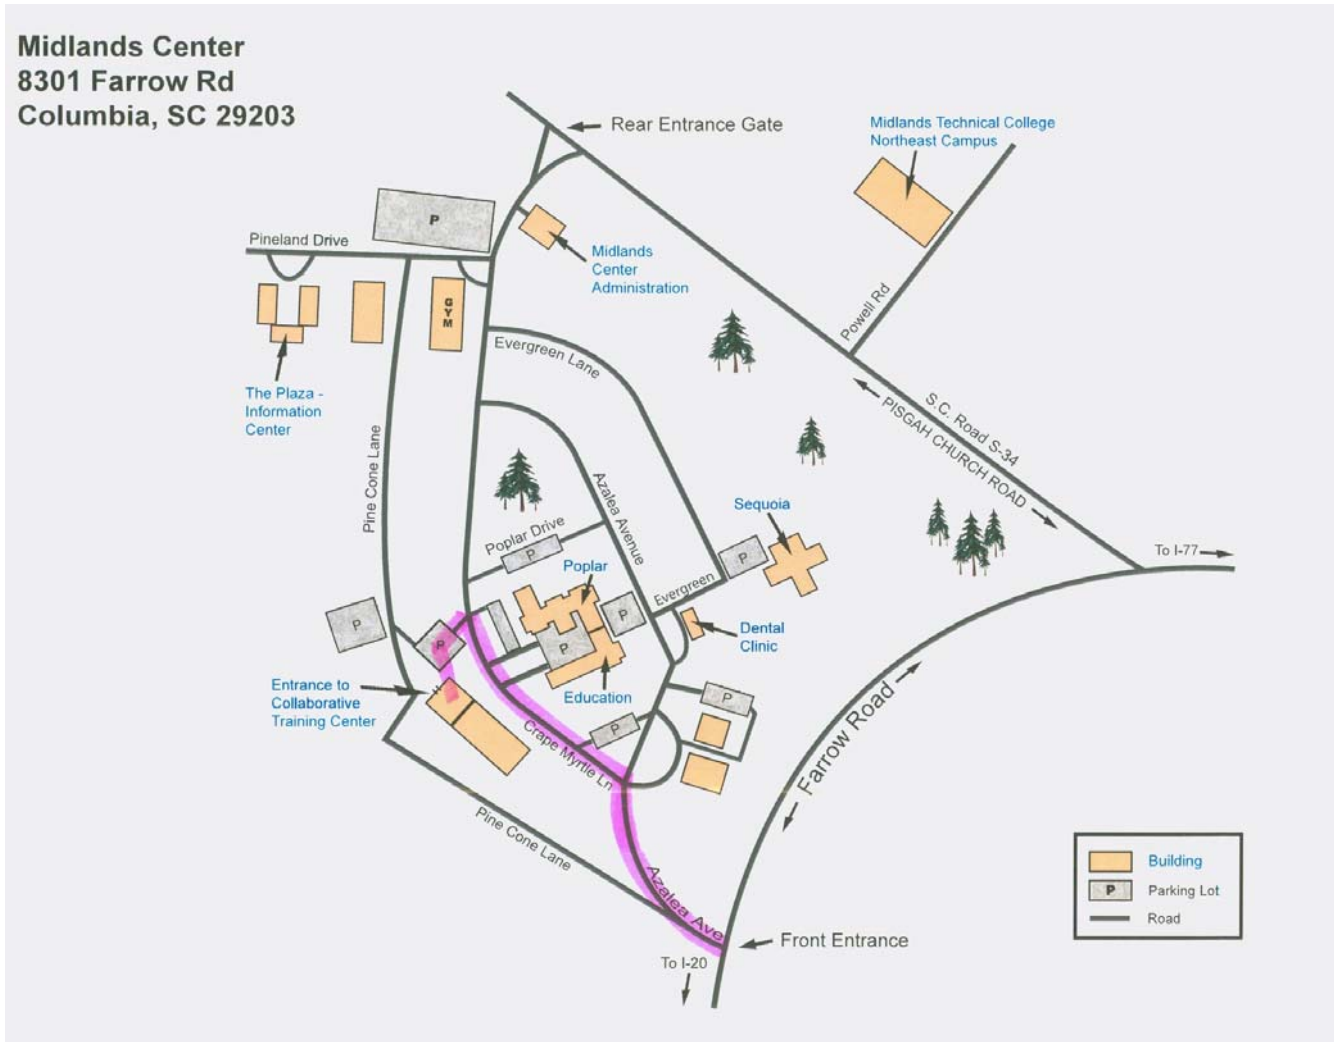 Midlands Center
8301 Farrow Rd
Columbia, SC 29203
Rear Entrance Gate
Midlands Technical College
Northeast Campus
P
Pineland Drive
Midlands
Center
Administration
GYM
Powell Rd
Evergreen Lane
The Plaza -
Information
Center
S.C. Road S-34
PISGAH CHURCH ROAD
Pine Cone Lane
Azalea Avenue
Sequoia
Poplar Drive
P
P
To I-77
Poplar
Evergreen
P
P
P
P
Dental
Clinic
Entrance to
Collaborative
Training Center
Education
P
P
Crape Myrtle Ln
Farrow Road
Pine Cone Lane
Azalea Ave
Building
P
Parking Lot
Road
Front Entrance
To I-20